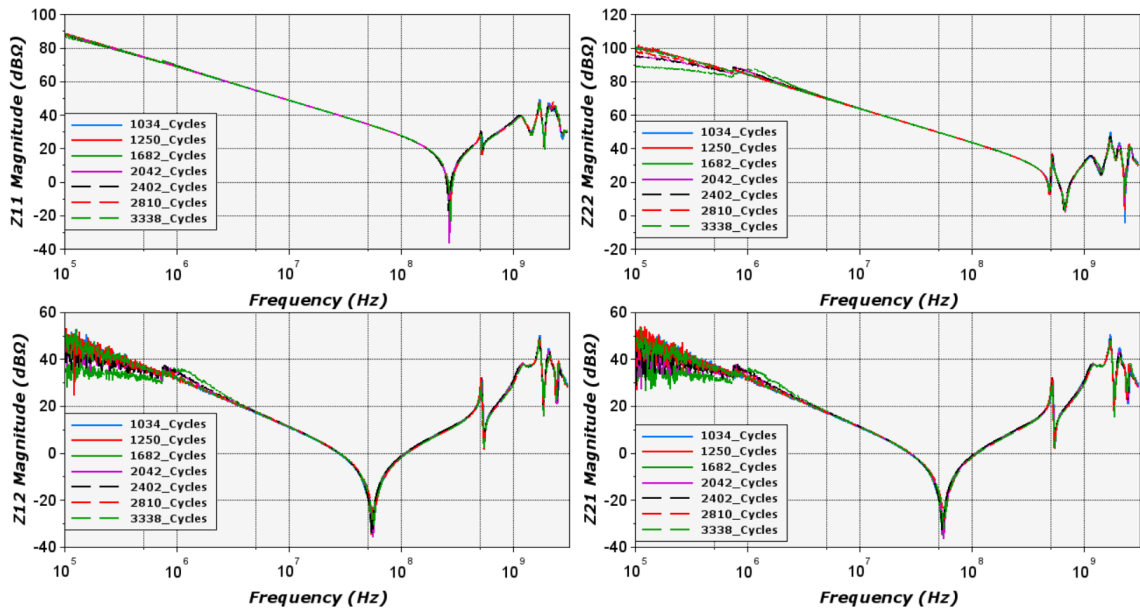 Z11 Magnitude (dBΩ)
100
80
60
40
20
0
-20
-40
1034_Cycles
1250_Cycles
1682_Cycles
2042_Cycles
2402_Cycles
2810_Cycles
3338_Cycles
10^5 10^6 10^7 10^8 10^9
Frequency (Hz)
Z22 Magnitude (dBΩ)
120
100
80
60
40
20
0
-20
1034_Cycles
1250_Cycles
1682_Cycles
2042_Cycles
2402_Cycles
2810_Cycles
3338_Cycles
10^5 10^6 10^7 10^8 10^9
Frequency (Hz)
Z12 Magnitude (dBΩ)
60
40
20
0
-20
-40
1034_Cycles
1250_Cycles
1682_Cycles
2042_Cycles
2402_Cycles
2810_Cycles
3338_Cycles
10^5 10^6 10^7 10^8 10^9
Frequency (Hz)
Z21 Magnitude (dBΩ)
60
40
20
0
-20
-40
1034_Cycles
1250_Cycles
1682_Cycles
2042_Cycles
2402_Cycles
2810_Cycles
3338_Cycles
10^5 10^6 10^7 10^8 10^9
Frequency (Hz)